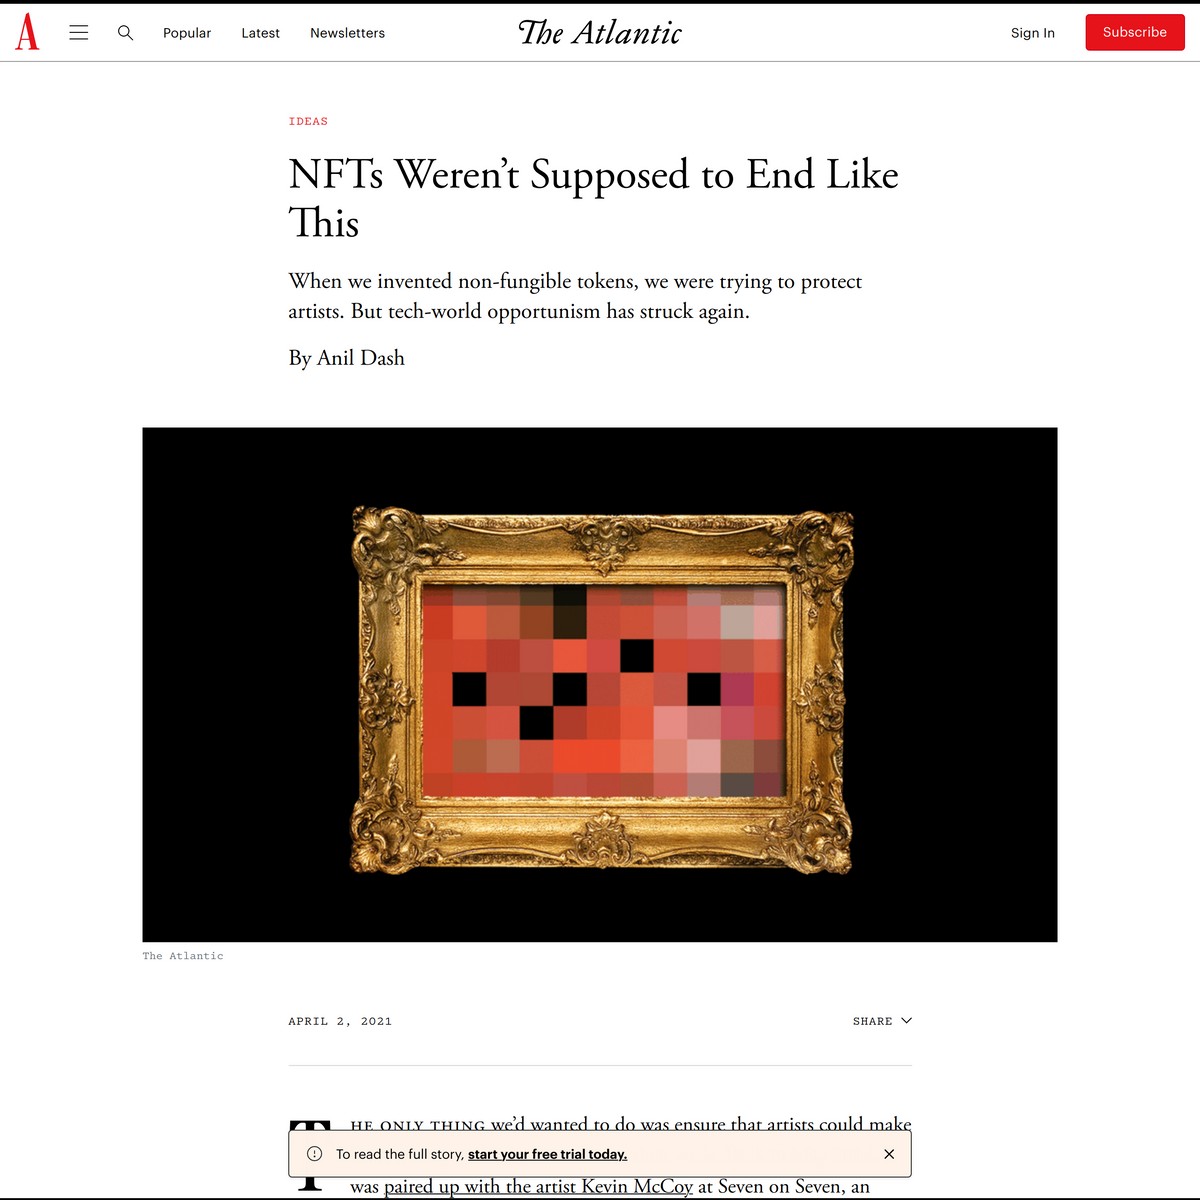 A
Popular
Latest
Newsletters
The Atlantic
Sign In
Subscribe
IDEAS
NFTs Weren’t Supposed to End Like
This
When we invented non-fungible tokens, we were trying to protect
artists. But tech-world opportunism has struck again.
By Anil Dash
The Atlantic
APRIL 2, 2021
SHARE
THE ONLY THING we’d wanted to do was ensure that artists could make
To read the full story, start your free trial today.
was paired up with the artist Kevin McCoy at Seven on Seven, an